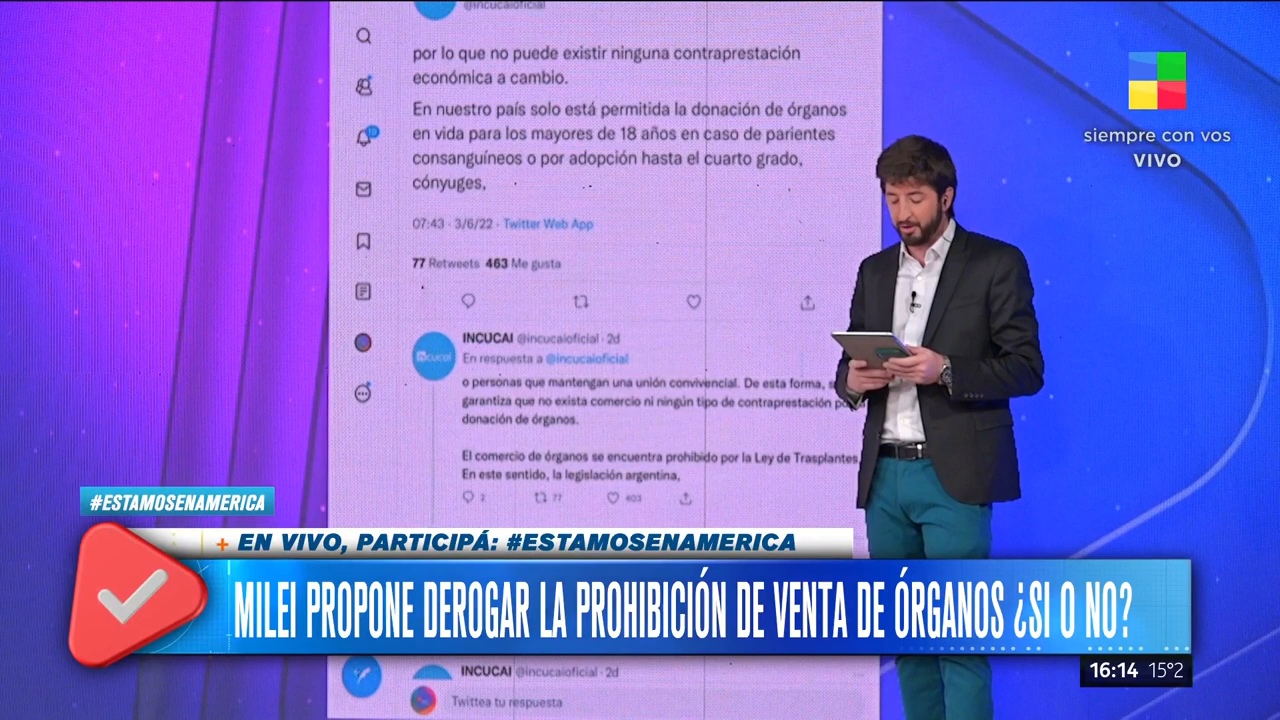 @incucaioficial
por lo que no puede existir ninguna contraprestación
económica a cambio.
En nuestro país solo está permitida la donación de órganos
en vida para los mayores de 18 años en caso de parientes
consanguíneos o por adopción hasta el cuarto grado,
cónyuges,
07:43 · 3/6/22 · Twitter Web App
77 Retweets 463 Me gusta
19
INCUCAI @incucaioficial · 2d
incucai
En respuesta a @incucaioficial
o personas que mantengan una unión convivencial. De esta forma,
garantiza que no exista comercio ni ningún tipo de contraprestación
donación de órganos.
El comercio de órganos se encuentra prohibido por la Ley de Trasplantes
En este sentido, la legislación argentina,
2 77 403
siempre con vos
VIVO
#ESTAMOSENAMERICA
+ EN VIVO, PARTICIPÁ: #ESTAMOSENAMERICA
MILEI PROPONE DEROGAR LA PROHIBICIÓN DE VENTA DE ÓRGANOS ¿SI O NO?
INCUCAI @incucaioficial · 2d
Twittea tu respuesta
16:14 15°2